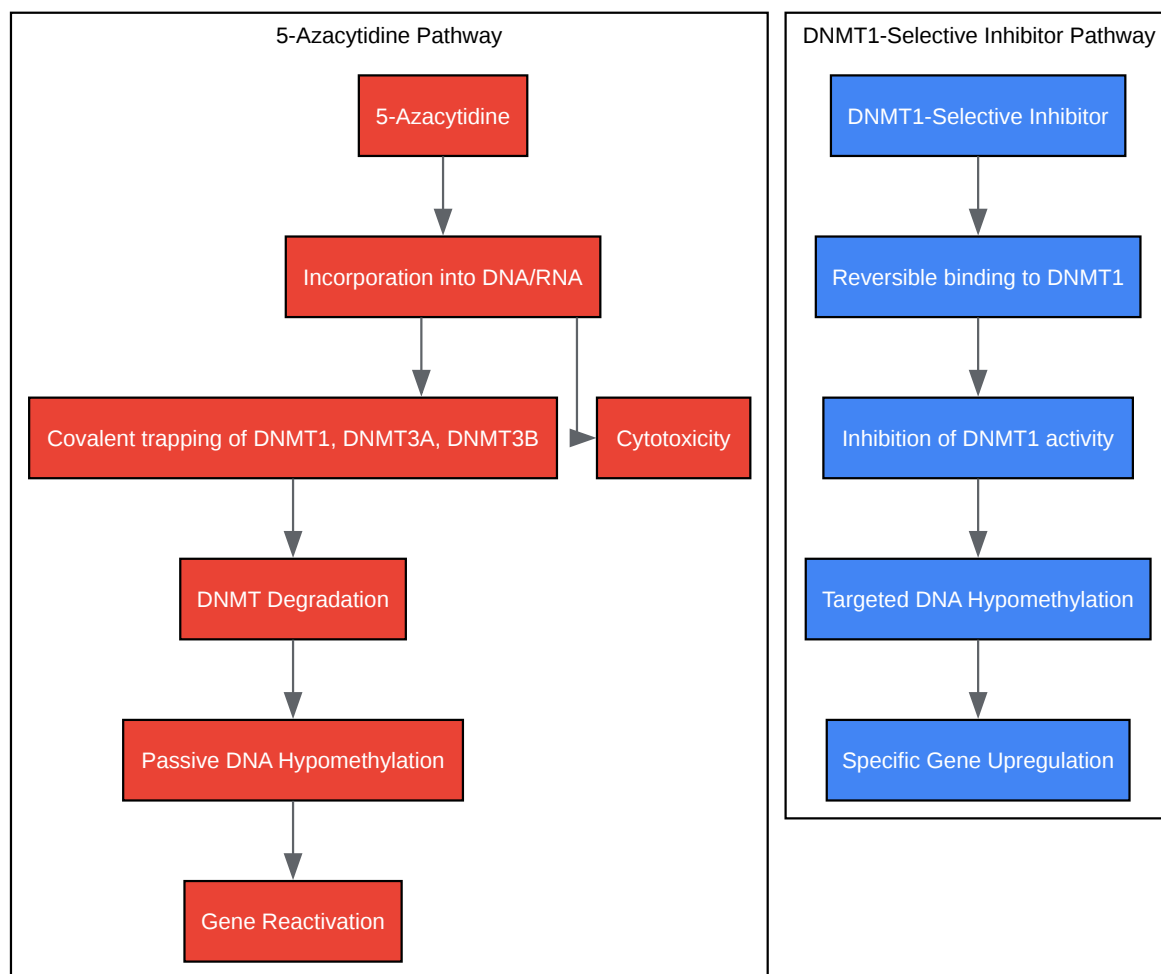 5-Azacytidine Pathway
5-Azacytidine
Incorporation into DNA/RNA
Covalent trapping of DNMT1, DNMT3A, DNMT3B
Cytotoxicity
DNMT Degradation
Passive DNA Hypomethylation
Gene Reactivation
DNMT1-Selective Inhibitor Pathway
DNMT1-Selective Inhibitor
Reversible binding to DNMT1
Inhibition of DNMT1 activity
Targeted DNA Hypomethylation
Specific Gene Upregulation